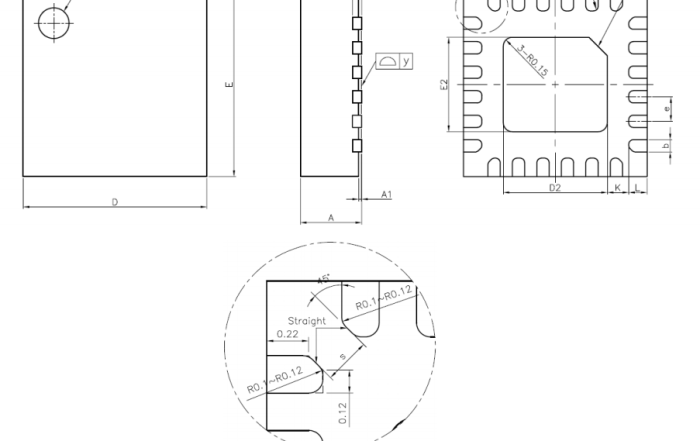 E
y
A1
A
D
E2
3-R0.15
e
b
D2
K
L
45°
R0.1~R0.12
Straight
0.22
s
R0.1~R0.12
0.12